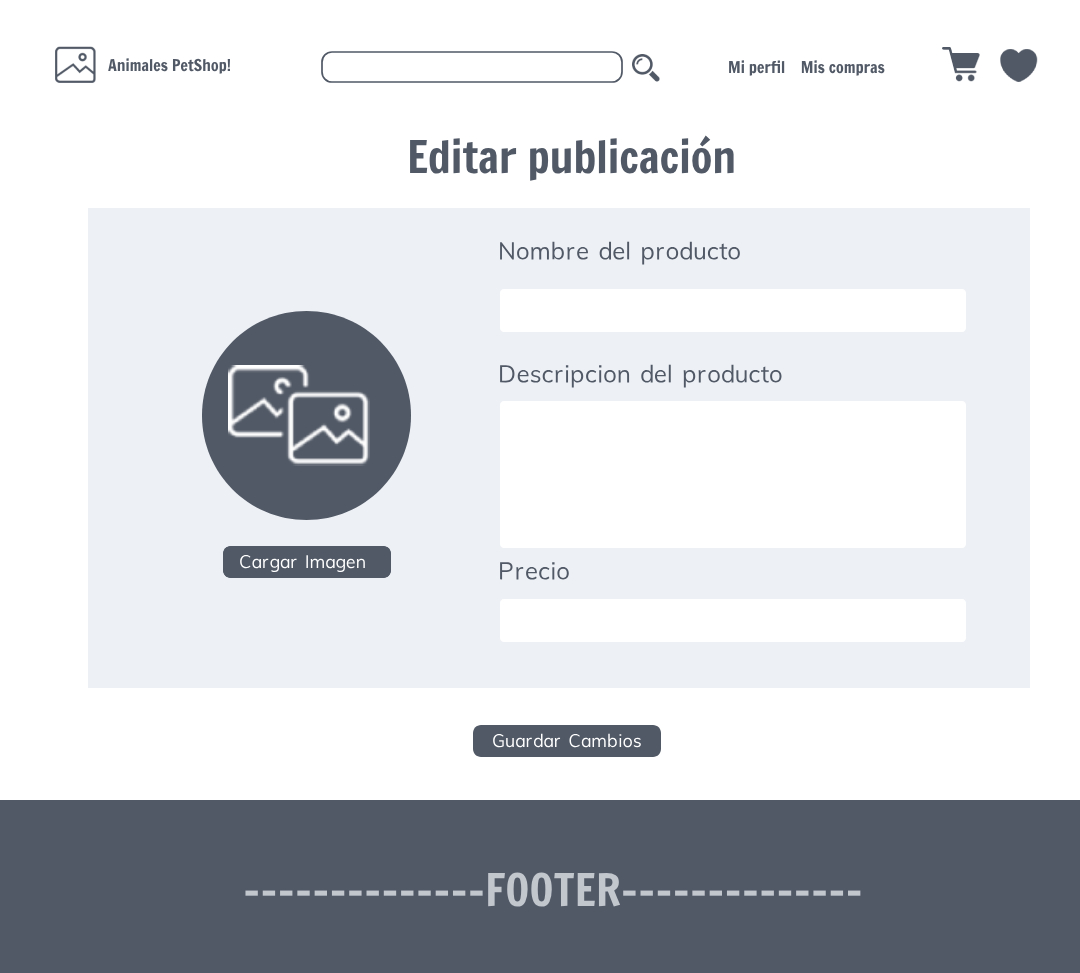 Animales PetShop!
Mi perfil Mis compras
Editar publicación
Nombre del producto
Descripcion del producto
Cargar Imagen
Precio
Guardar Cambios
--------------FOOTER--------------